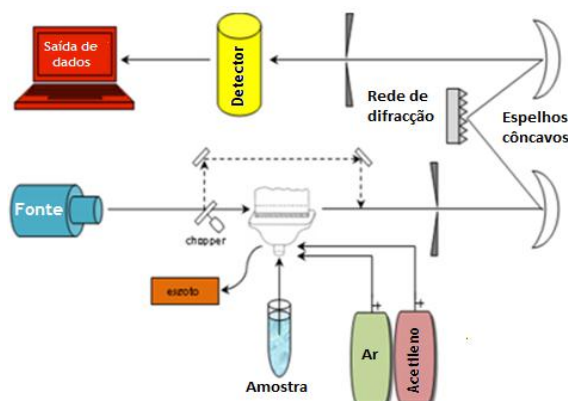 Saída de
dados
Detector
Rede de
difracção
Espelhos
côncavos
Fonte
chopper
esgoto
Amostra
Ar
Acetileno